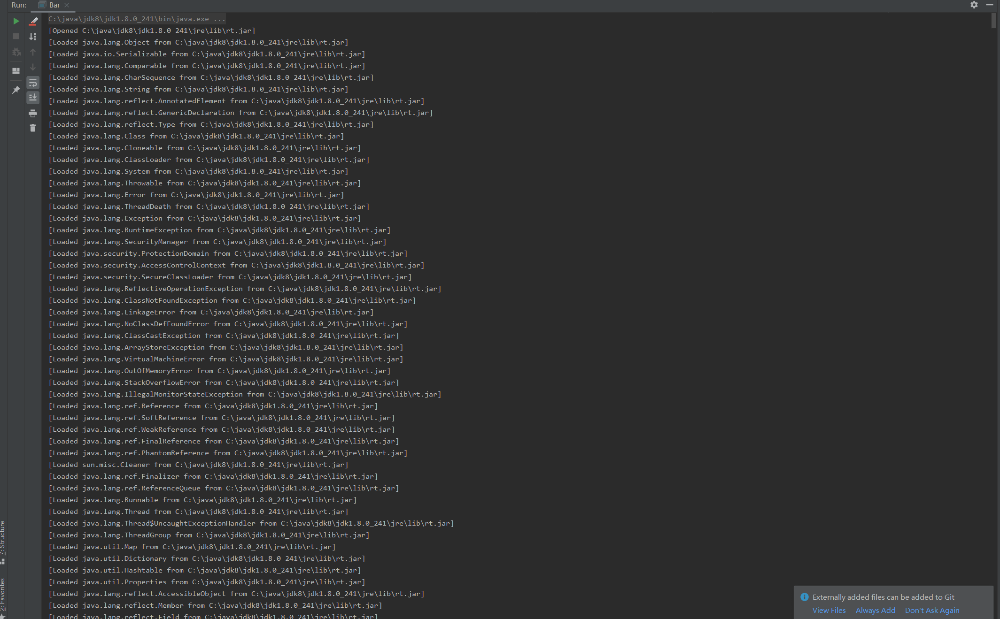 Run: Bar
C:\java\jdk8\jdk1.8.0_241\bin\java.exe ...
[Opened C:\java\jdk8\jdk1.8.0_241\jre\lib\rt.jar]
[Loaded java.lang.Object from C:\java\jdk8\jdk1.8.0_241\jre\lib\rt.jar]
[Loaded java.io.Serializable from C:\java\jdk8\jdk1.8.0_241\jre\lib\rt.jar]
[Loaded java.lang.Comparable from C:\java\jdk8\jdk1.8.0_241\jre\lib\rt.jar]
[Loaded java.lang.CharSequence from C:\java\jdk8\jdk1.8.0_241\jre\lib\rt.jar]
[Loaded java.lang.String from C:\java\jdk8\jdk1.8.0_241\jre\lib\rt.jar]
[Loaded java.lang.reflect.AnnotatedElement from C:\java\jdk8\jdk1.8.0_241\jre\lib\rt.jar]
[Loaded java.lang.reflect.GenericDeclaration from C:\java\jdk8\jdk1.8.0_241\jre\lib\rt.jar]
[Loaded java.lang.reflect.Type from C:\java\jdk8\jdk1.8.0_241\jre\lib\rt.jar]
[Loaded java.lang.Class from C:\java\jdk8\jdk1.8.0_241\jre\lib\rt.jar]
[Loaded java.lang.Cloneable from C:\java\jdk8\jdk1.8.0_241\jre\lib\rt.jar]
[Loaded java.lang.ClassLoader from C:\java\jdk8\jdk1.8.0_241\jre\lib\rt.jar]
[Loaded java.lang.System from C:\java\jdk8\jdk1.8.0_241\jre\lib\rt.jar]
[Loaded java.lang.Throwable from C:\java\jdk8\jdk1.8.0_241\jre\lib\rt.jar]
[Loaded java.lang.Error from C:\java\jdk8\jdk1.8.0_241\jre\lib\rt.jar]
[Loaded java.lang.ThreadDeath from C:\java\jdk8\jdk1.8.0_241\jre\lib\rt.jar]
[Loaded java.lang.Exception from C:\java\jdk8\jdk1.8.0_241\jre\lib\rt.jar]
[Loaded java.lang.RuntimeException from C:\java\jdk8\jdk1.8.0_241\jre\lib\rt.jar]
[Loaded java.lang.SecurityManager from C:\java\jdk8\jdk1.8.0_241\jre\lib\rt.jar]
[Loaded java.security.ProtectionDomain from C:\java\jdk8\jdk1.8.0_241\jre\lib\rt.jar]
[Loaded java.security.AccessControlContext from C:\java\jdk8\jdk1.8.0_241\jre\lib\rt.jar]
[Loaded java.security.SecureClassLoader from C:\java\jdk8\jdk1.8.0_241\jre\lib\rt.jar]
[Loaded java.lang.ReflectiveOperationException from C:\java\jdk8\jdk1.8.0_241\jre\lib\rt.jar]
[Loaded java.lang.ClassNotFoundException from C:\java\jdk8\jdk1.8.0_241\jre\lib\rt.jar]
[Loaded java.lang.LinkageError from C:\java\jdk8\jdk1.8.0_241\jre\lib\rt.jar]
[Loaded java.lang.NoClassDefFoundError from C:\java\jdk8\jdk1.8.0_241\jre\lib\rt.jar]
[Loaded java.lang.ClassCastException from C:\java\jdk8\jdk1.8.0_241\jre\lib\rt.jar]
[Loaded java.lang.ArrayStoreException from C:\java\jdk8\jdk1.8.0_241\jre\lib\rt.jar]
[Loaded java.lang.VirtualMachineError from C:\java\jdk8\jdk1.8.0_241\jre\lib\rt.jar]
[Loaded java.lang.OutOfMemoryError from C:\java\jdk8\jdk1.8.0_241\jre\lib\rt.jar]
[Loaded java.lang.StackOverflowError from C:\java\jdk8\jdk1.8.0_241\jre\lib\rt.jar]
[Loaded java.lang.IllegalMonitorStateException from C:\java\jdk8\jdk1.8.0_241\jre\lib\rt.jar]
[Loaded java.lang.ref.Reference from C:\java\jdk8\jdk1.8.0_241\jre\lib\rt.jar]
[Loaded java.lang.ref.SoftReference from C:\java\jdk8\jdk1.8.0_241\jre\lib\rt.jar]
[Loaded java.lang.ref.WeakReference from C:\java\jdk8\jdk1.8.0_241\jre\lib\rt.jar]
[Loaded java.lang.ref.FinalReference from C:\java\jdk8\jdk1.8.0_241\jre\lib\rt.jar]
[Loaded java.lang.ref.PhantomReference from C:\java\jdk8\jdk1.8.0_241\jre\lib\rt.jar]
[Loaded sun.misc.Cleaner from C:\java\jdk8\jdk1.8.0_241\jre\lib\rt.jar]
[Loaded java.lang.ref.Finalizer from C:\java\jdk8\jdk1.8.0_241\jre\lib\rt.jar]
[Loaded java.lang.ref.ReferenceQueue from C:\java\jdk8\jdk1.8.0_241\jre\lib\rt.jar]
[Loaded java.lang.Runnable from C:\java\jdk8\jdk1.8.0_241\jre\lib\rt.jar]
[Loaded java.lang.Thread from C:\java\jdk8\jdk1.8.0_241\jre\lib\rt.jar]
[Loaded java.lang.Thread$UncaughtExceptionHandler from C:\java\jdk8\jdk1.8.0_241\jre\lib\rt.jar]
[Loaded java.lang.ThreadGroup from C:\java\jdk8\jdk1.8.0_241\jre\lib\rt.jar]
[Loaded java.util.Map from C:\java\jdk8\jdk1.8.0_241\jre\lib\rt.jar]
[Loaded java.util.Dictionary from C:\java\jdk8\jdk1.8.0_241\jre\lib\rt.jar]
[Loaded java.util.Hashtable from C:\java\jdk8\jdk1.8.0_241\jre\lib\rt.jar]
[Loaded java.util.Properties from C:\java\jdk8\jdk1.8.0_241\jre\lib\rt.jar]
[Loaded java.lang.reflect.AccessibleObject from C:\java\jdk8\jdk1.8.0_241\jre\lib\rt.jar]
[Loaded java.lang.reflect.Member from C:\java\jdk8\jdk1.8.0_241\jre\lib\rt.jar]
[Loaded java.lang.reflect.Field from C:\java\jdk8\jdk1.8.0_241\jre\lib\rt.jar]
7: Structure
2: Favorites
Externally added files can be added to Git
View Files Always Add Don't Ask Again